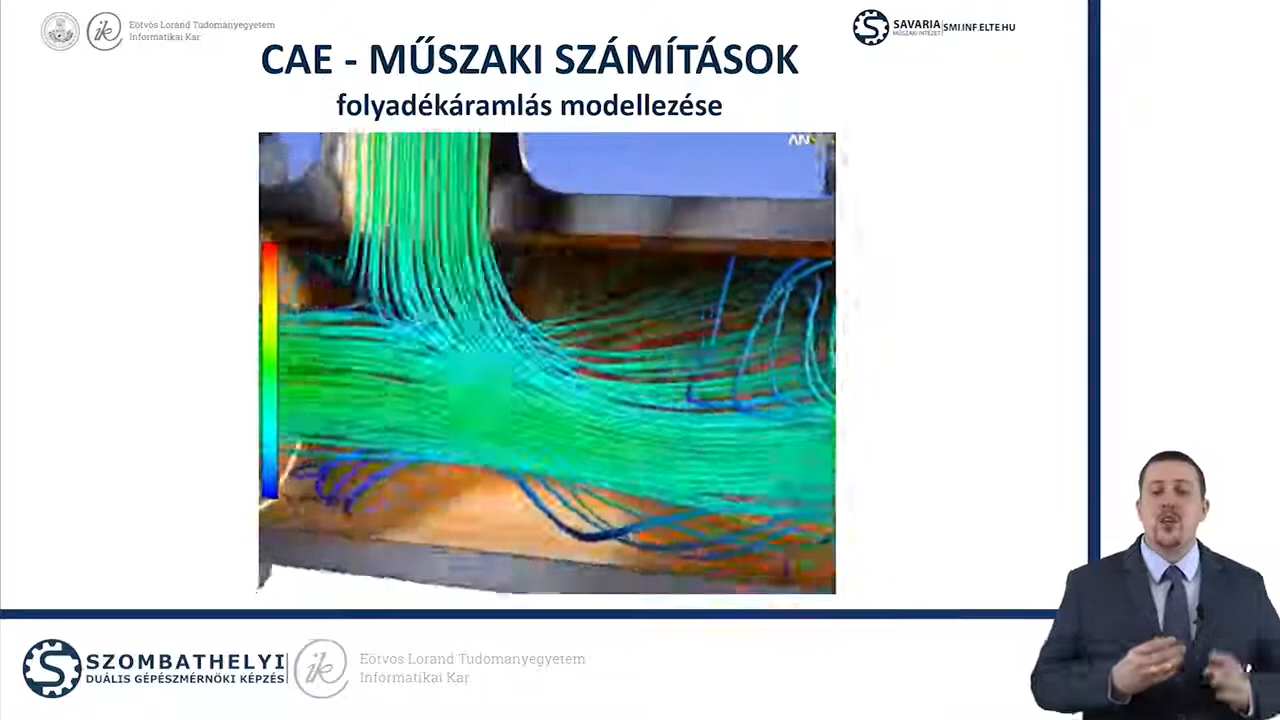 Eötvös Loránd Tudományegyetem
Informatikai Kar
SAVARIA
MŰSZAKI INTÉZET
SMI.INF.ELTE.HU
CAE - MŰSZAKI SZÁMÍTÁSOK
folyadékáramlás modellezése
SZOMBATHELYI
DUÁLIS GÉPÉSZMÉRNÖKI KÉPZÉS
ik
Eötvös Loránd Tudományegyetem
Informatikai Kar